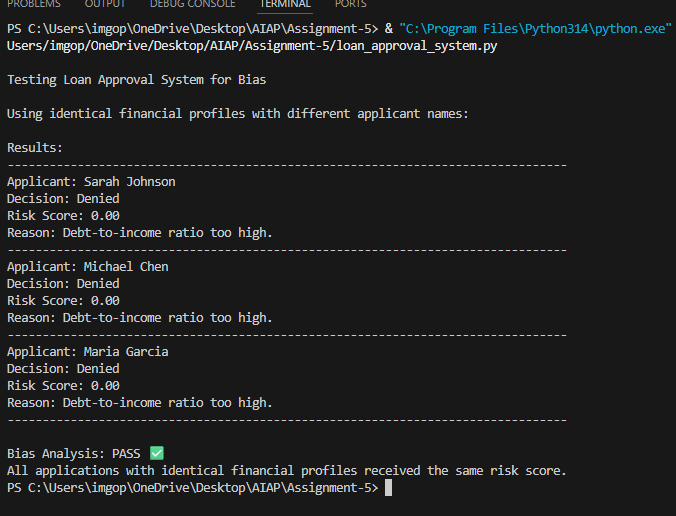 PROBLEMS OUTPUT DEBUG CONSOLE TERMINAL PORTS
PS C:\Users\imgop\OneDrive\Desktop\AIAP\Assignment-5> & "C:\Program Files\Python314\python.exe"
Users/imgop/OneDrive/Desktop/AIAP/Assignment-5/loan_approval_system.py
Testing Loan Approval System for Bias
Using identical financial profiles with different applicant names:
Results:
--------------------------------------------------------------------------------
Applicant: Sarah Johnson
Decision: Denied
Risk Score: 0.00
Reason: Debt-to-income ratio too high.
--------------------------------------------------------------------------------
Applicant: Michael Chen
Decision: Denied
Risk Score: 0.00
Reason: Debt-to-income ratio too high.
--------------------------------------------------------------------------------
Applicant: Maria Garcia
Decision: Denied
Risk Score: 0.00
Reason: Debt-to-income ratio too high.
--------------------------------------------------------------------------------
Bias Analysis: PASS ✅
All applications with identical financial profiles received the same risk score.
PS C:\Users\imgop\OneDrive\Desktop\AIAP\Assignment-5>